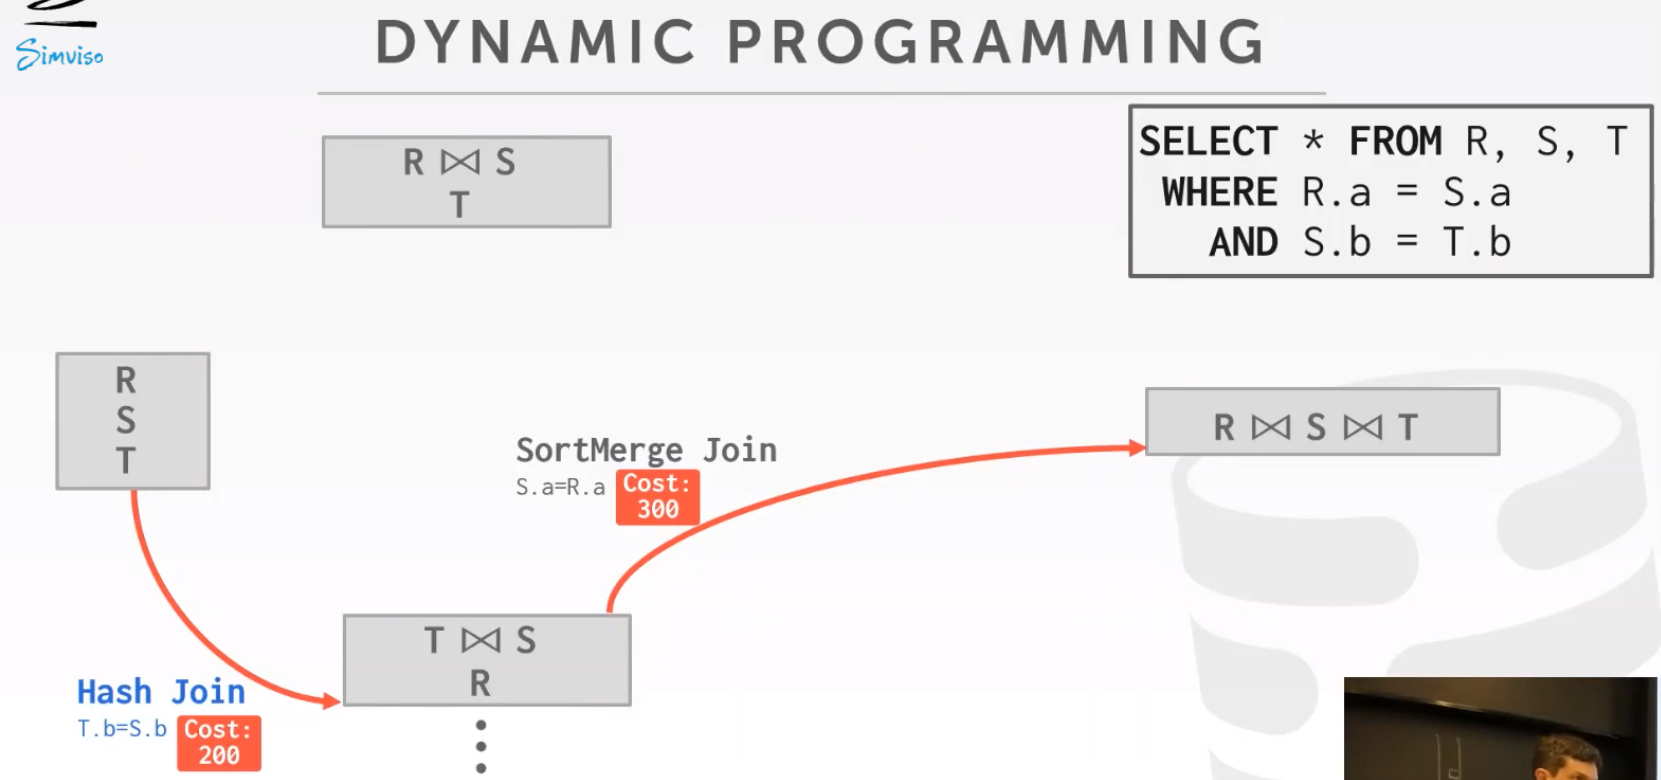 Simviso
DYNAMIC PROGRAMMING
R ⋈ S
T
SELECT * FROM R, S, T
WHERE R.a = S.a
AND S.b = T.b
R
S
T
SortMerge Join
S.a=R.a
Cost:
300
R ⋈ S ⋈ T
T ⋈ S
R
Hash Join
T.b=S.b
Cost:
200